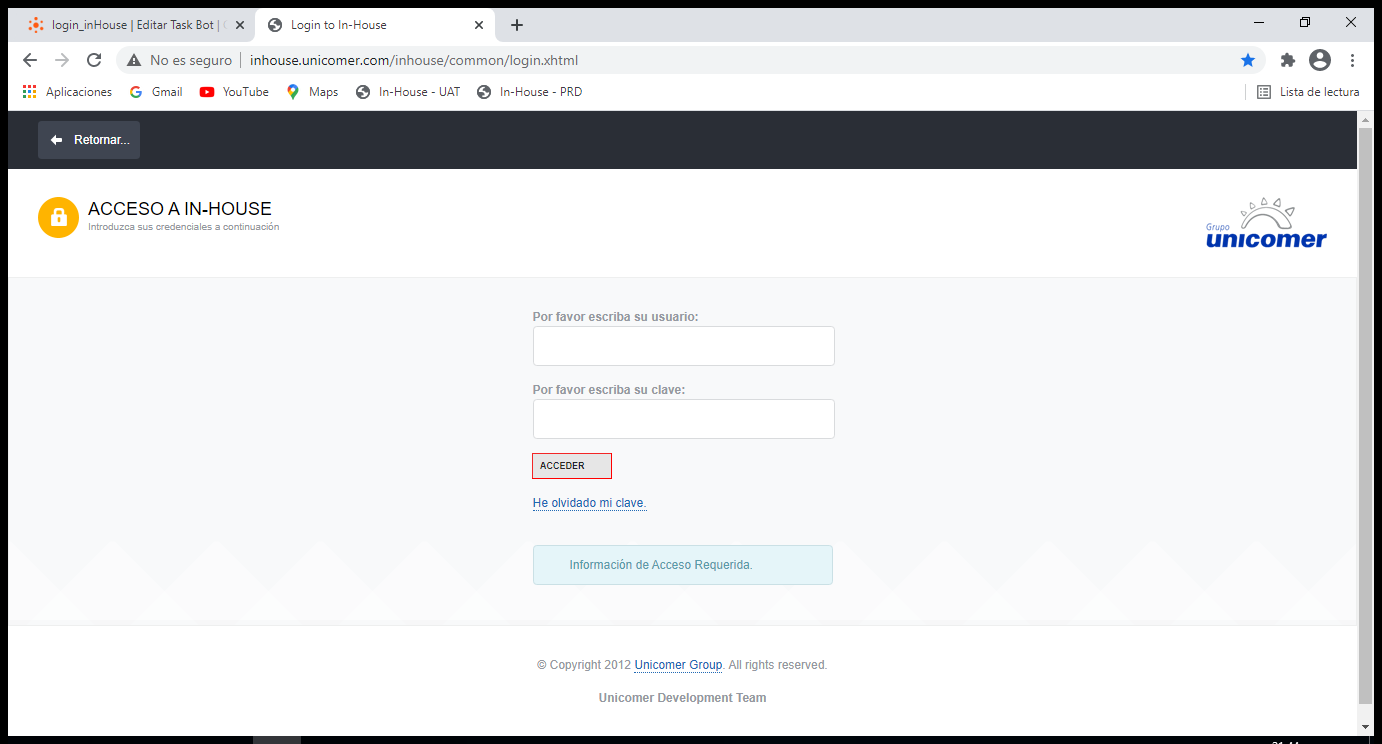 login_inHouse | Editar Task Bot |
Login to In-House
No es seguro
inhouse.unicomer.com/inhouse/common/login.xhtml
Aplicaciones
Gmail
YouTube
Maps
In-House - UAT
In-House - PRD
Lista de lectura
Retornar...
ACCESO A IN-HOUSE
Introduzca sus credenciales a continuación
Grupo
unicomer
Por favor escriba su usuario:
Por favor escriba su clave:
ACCEDER
He olvidado mi clave.
Información de Acceso Requerida.
© Copyright 2012 Unicomer Group. All rights reserved.
Unicomer Development Team